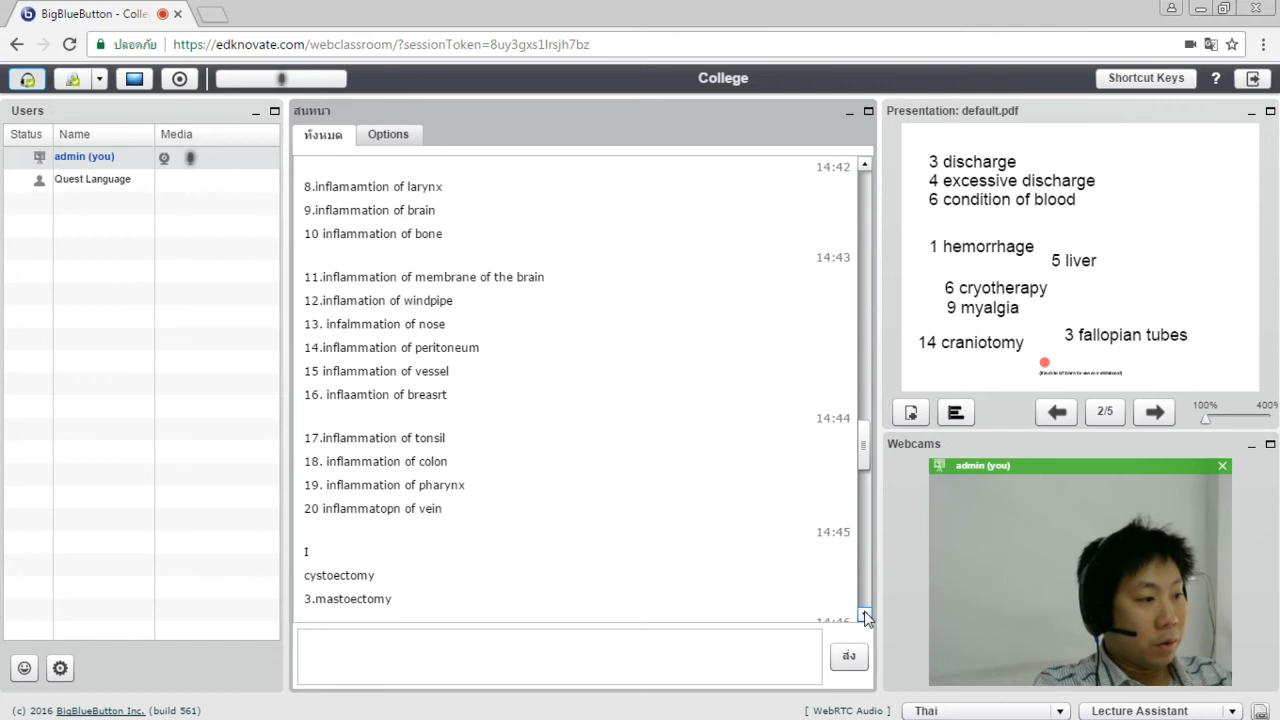 BigBlueButton - Colle
ปลอดภัย
https://edknovate.com/webclassroom/?sessionToken=8uy3gxs1lrsjh7bz
College
Shortcut Keys
?
Users
Status Name Media
admin (you)
Quest Language
สนทนา
ทั้งหมด Options
14:42
8.inflamamtion of larynx
9.inflammation of brain
10 inflammation of bone
14:43
11.inflammation of membrane of the brain
12.inflamation of windpipe
13. infalmmation of nose
14.inflammation of peritoneum
15 inflammation of vessel
16. inflaamtion of breasrt
14:44
17.inflammation of tonsil
18. inflammation of colon
19. inflammation of pharynx
20 inflammatopn of vein
14:45
I
cystoectomy
3.mastoectomy
14:46
ส่ง
Presentation: default.pdf
3 discharge
4 excessive discharge
6 condition of blood
1 hemorrhage
5 liver
6 cryotherapy
9 myalgia
3 fallopian tubes
14 craniotomy
2/5
100% 400%
Webcams
admin (you)
(c) 2016 BigBlueButton Inc. (build 561)
[ WebRTC Audio ]
Thai
Lecture Assistant